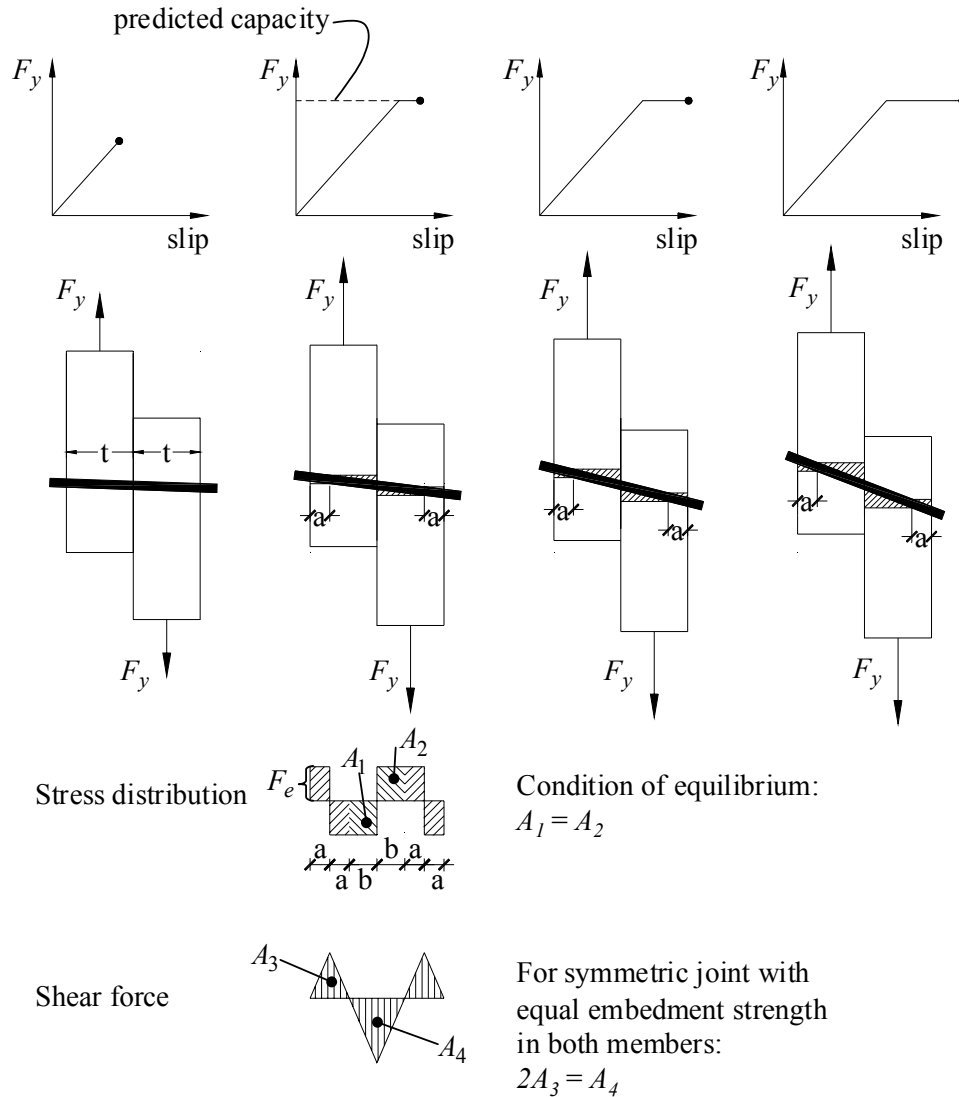 predicted capacity
F_y F_y F_y F_y
slip slip slip slip
F_y F_y F_y F_y
t t
a a a a a a
F_y F_y F_y F_y
Stress distribution
F_e
A_1
A_2
a b a
a b a
Condition of equilibrium:
A_1 = A_2
Shear force
A_3
A_4
For symmetric joint with
equal embedment strength
in both members:
2A_3 = A_4